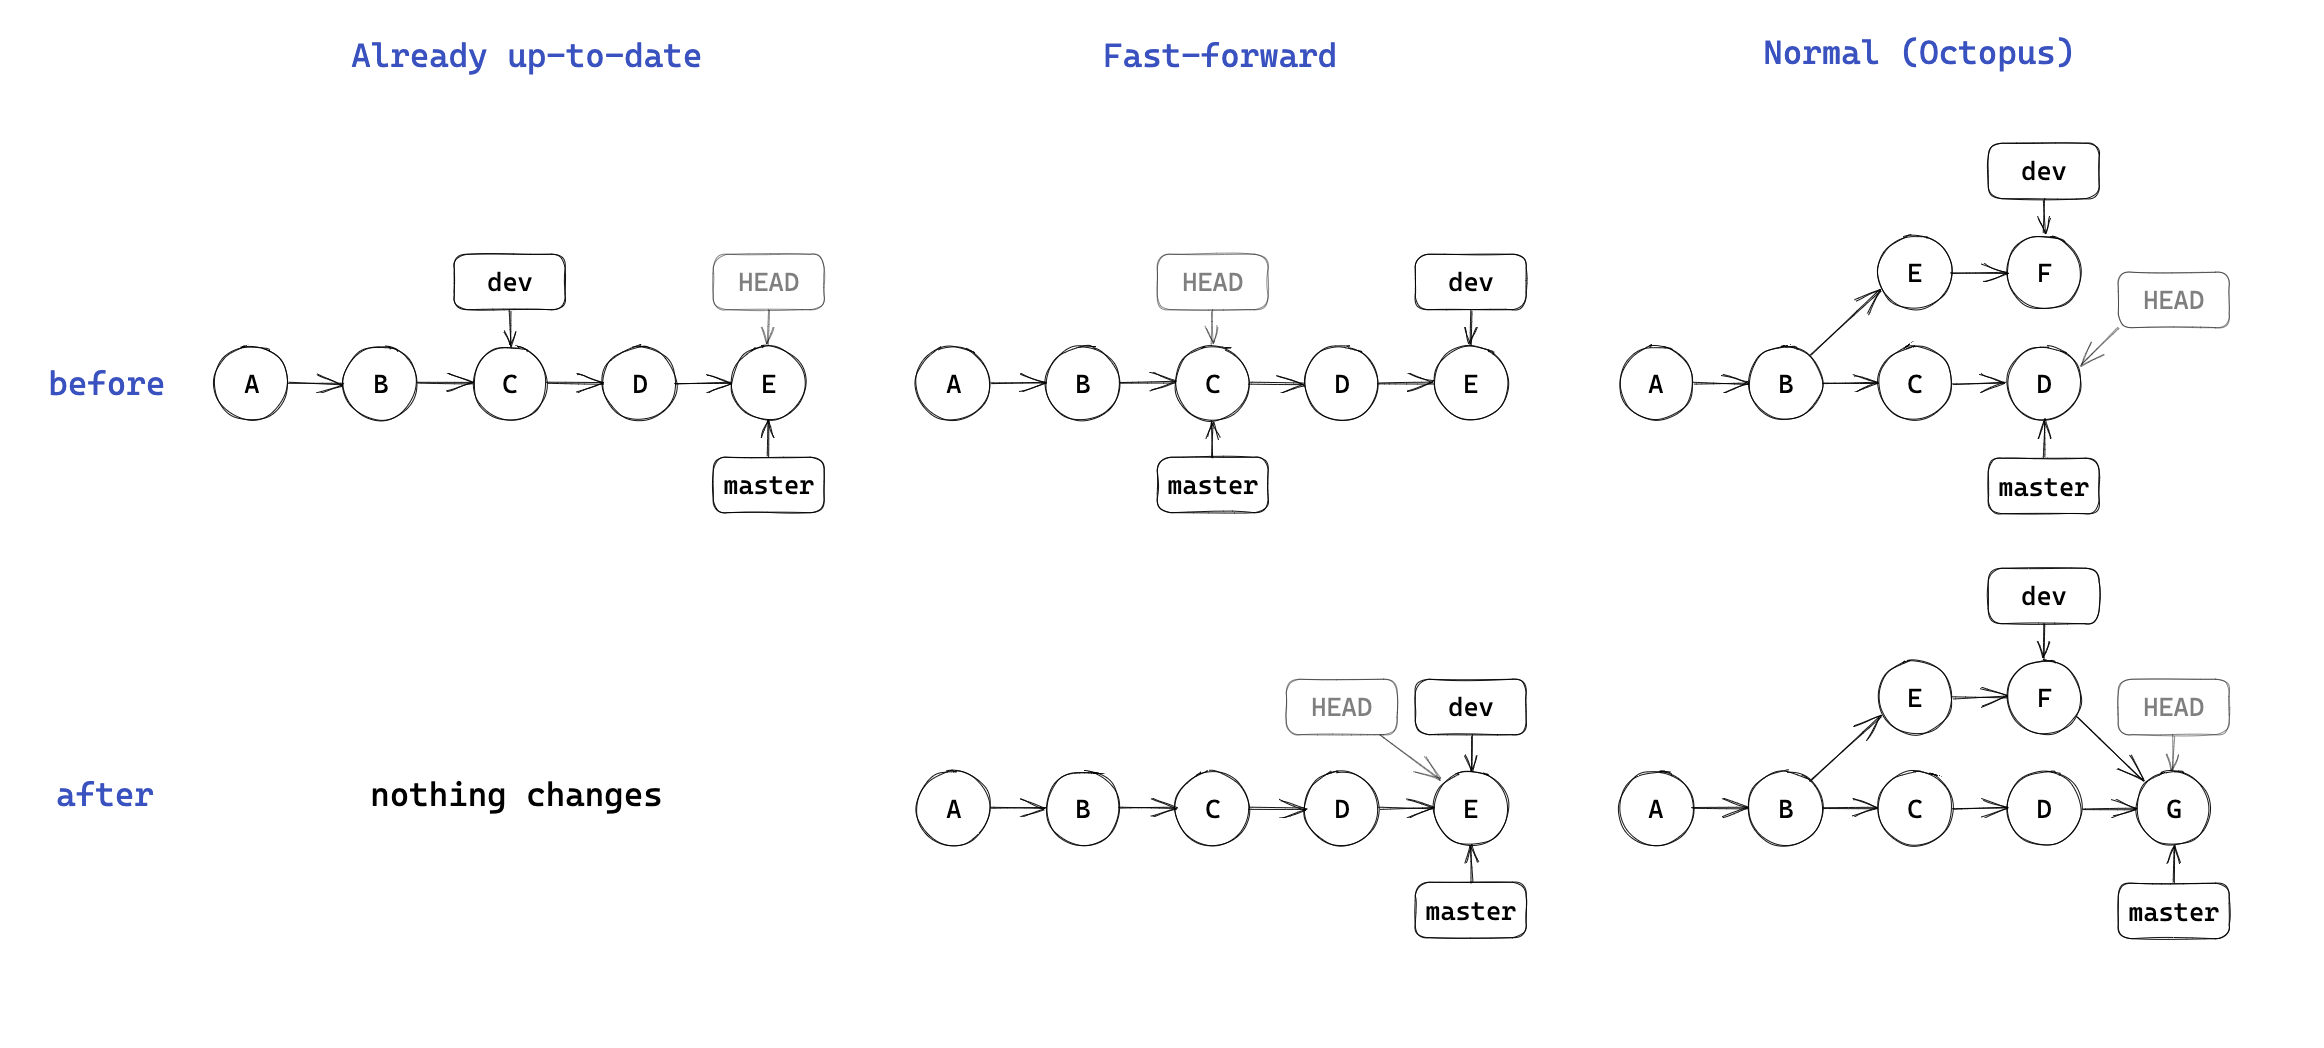 Already up-to-date
Fast-forward
Normal (Octopus)
before
dev
HEAD
A B C D E
master
HEAD
dev
A B C D E
master
dev
E F
HEAD
A B C D
master
after
nothing changes
HEAD
dev
A B C D E
master
dev
E F
HEAD
A B C D G
master